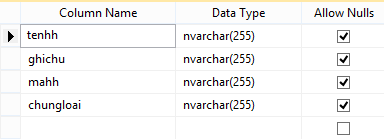 Column Name Data Type Allow Nulls
tenhh nvarchar(255)
ghichu nvarchar(255)
mahh nvarchar(255)
chungloai nvarchar(255)